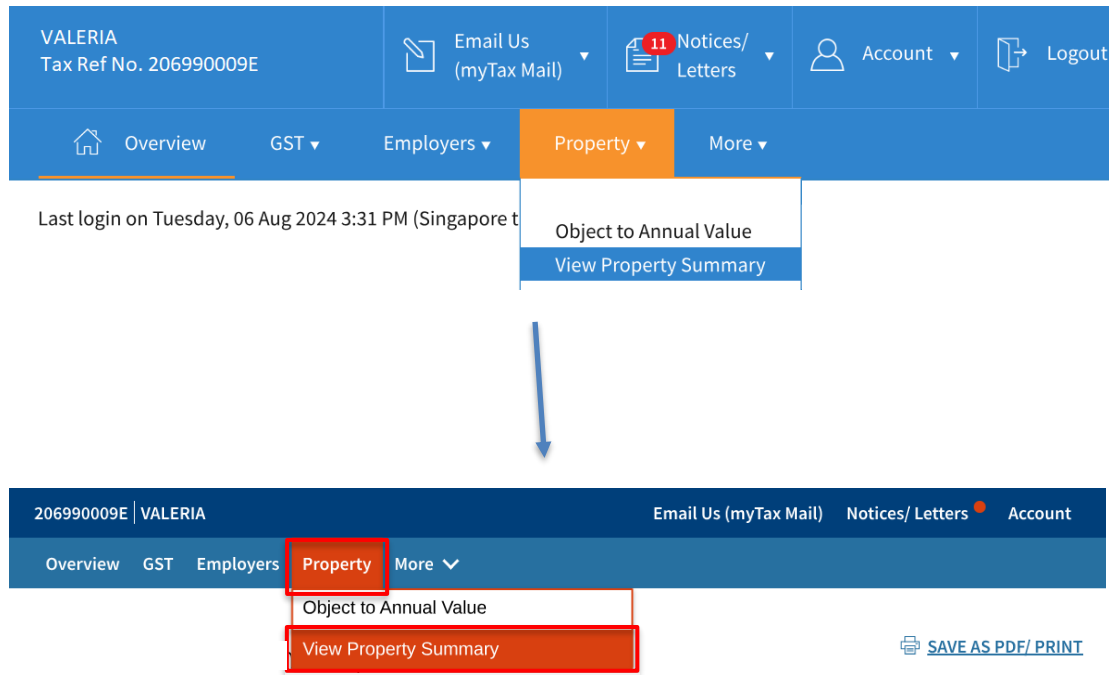 VALERIA
Tax Ref No. 206990009E
Email Us
(myTax Mail) ▼
11 Notices/
Letters ▼
Account ▼
Logout
Overview GST ▼ Employers ▼ Property ▼ More ▼
Last login on Tuesday, 06 Aug 2024 3:31 PM (Singapore t
Object to Annual Value
View Property Summary
206990009E | VALERIA Email Us (myTax Mail) Notices/ Letters Account
Overview GST Employers Property More
Object to Annual Value
View Property Summary
SAVE AS PDF/ PRINT